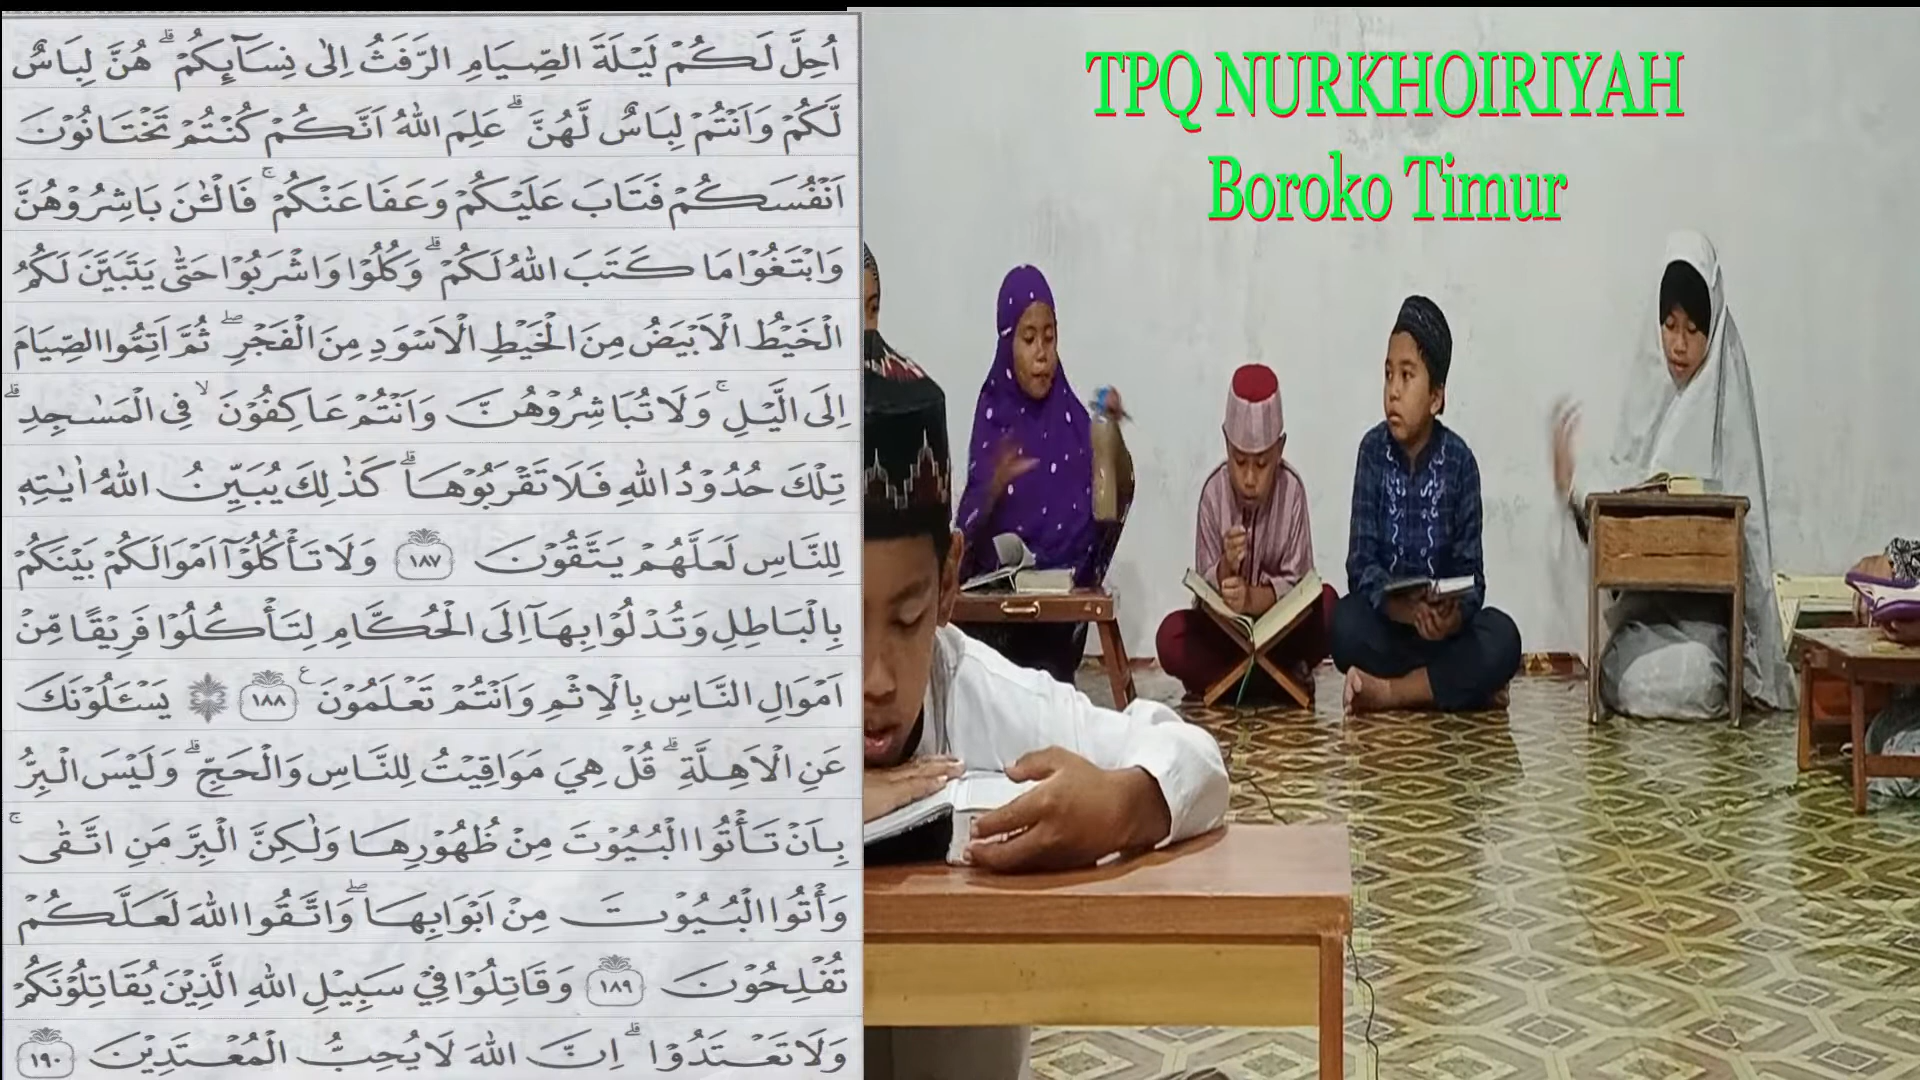 اُحِلَّ لَكُمْ لَيْلَةَ الصِّيَامِ الرَّفَثُ اِلٰى نِسَاۤىِٕكُمْ ۗ هُنَّ لِبَاسٌ
لَّكُمْ وَاَنْتُمْ لِبَاسٌ لَّهُنَّ ۗ عَلِمَ اللّٰهُ اَنَّكُمْ كُنْتُمْ تَخْتَانُوْنَ
اَنْفُسَكُمْ فَتَابَ عَلَيْكُمْ وَعَفَا عَنْكُمْ ۚ فَالْـٰٔنَ بَاشِرُوْهُنَّ
وَابْتَغُوْا مَا كَتَبَ اللّٰهُ لَكُمْ ۗ وَكُلُوْا وَاشْرَبُوْا حَتّٰى يَتَبَيَّنَ لَكُمُ
الْخَيْطُ الْاَبْيَضُ مِنَ الْخَيْطِ الْاَسْوَدِ مِنَ الْفَجْرِ ۖ ثُمَّ اَتِمُّوا الصِّيَامَ
اِلَى الَّيْلِ ۚ وَلَا تُبَاشِرُوْهُنَّ وَاَنْتُمْ عَاكِفُوْنَ ۙ فِى الْمَسٰجِدِ ۗ
تِلْكَ حُدُوْدُ اللّٰهِ فَلَا تَقْرَبُوْهَا ۗ كَذٰلِكَ يُبَيِّنُ اللّٰهُ اٰيٰتِهٖ
لِلنَّاسِ لَعَلَّهُمْ يَتَّقُوْنَ ١٨٧ وَلَا تَأْكُلُوْٓا اَمْوَالَكُمْ بَيْنَكُمْ
بِالْبَاطِلِ وَتُدْلُوْا بِهَآ اِلَى الْحُكَّامِ لِتَأْكُلُوْا فَرِيْقًا مِّنْ
اَمْوَالِ النَّاسِ بِالْاِثْمِ وَاَنْتُمْ تَعْلَمُوْنَ ࣖ ١٨٨ ۞ يَسْـَٔلُوْنَكَ
عَنِ الْاَهِلَّةِ ۗ قُلْ هِيَ مَوَاقِيْتُ لِلنَّاسِ وَالْحَجِّ ۗ وَلَيْسَ الْبِرُّ
بِاَنْ تَأْتُوا الْبُيُوْتَ مِنْ ظُهُوْرِهَا وَلٰكِنَّ الْبِرَّ مَنِ اتَّقٰى ۚ
وَأْتُوا الْبُيُوْتَ مِنْ اَبْوَابِهَا ۖ وَاتَّقُوا اللّٰهَ لَعَلَّكُمْ
تُفْلِحُوْنَ ١٨٩ وَقَاتِلُوْا فِيْ سَبِيْلِ اللّٰهِ الَّذِيْنَ يُقَاتِلُوْنَكُمْ
وَلَا تَعْتَدُوْا ۗ اِنَّ اللّٰهَ لَا يُحِبُّ الْمُعْتَدِيْنَ ١٩٠
TPQ NURKHOIRIYAH
Boroko Timur